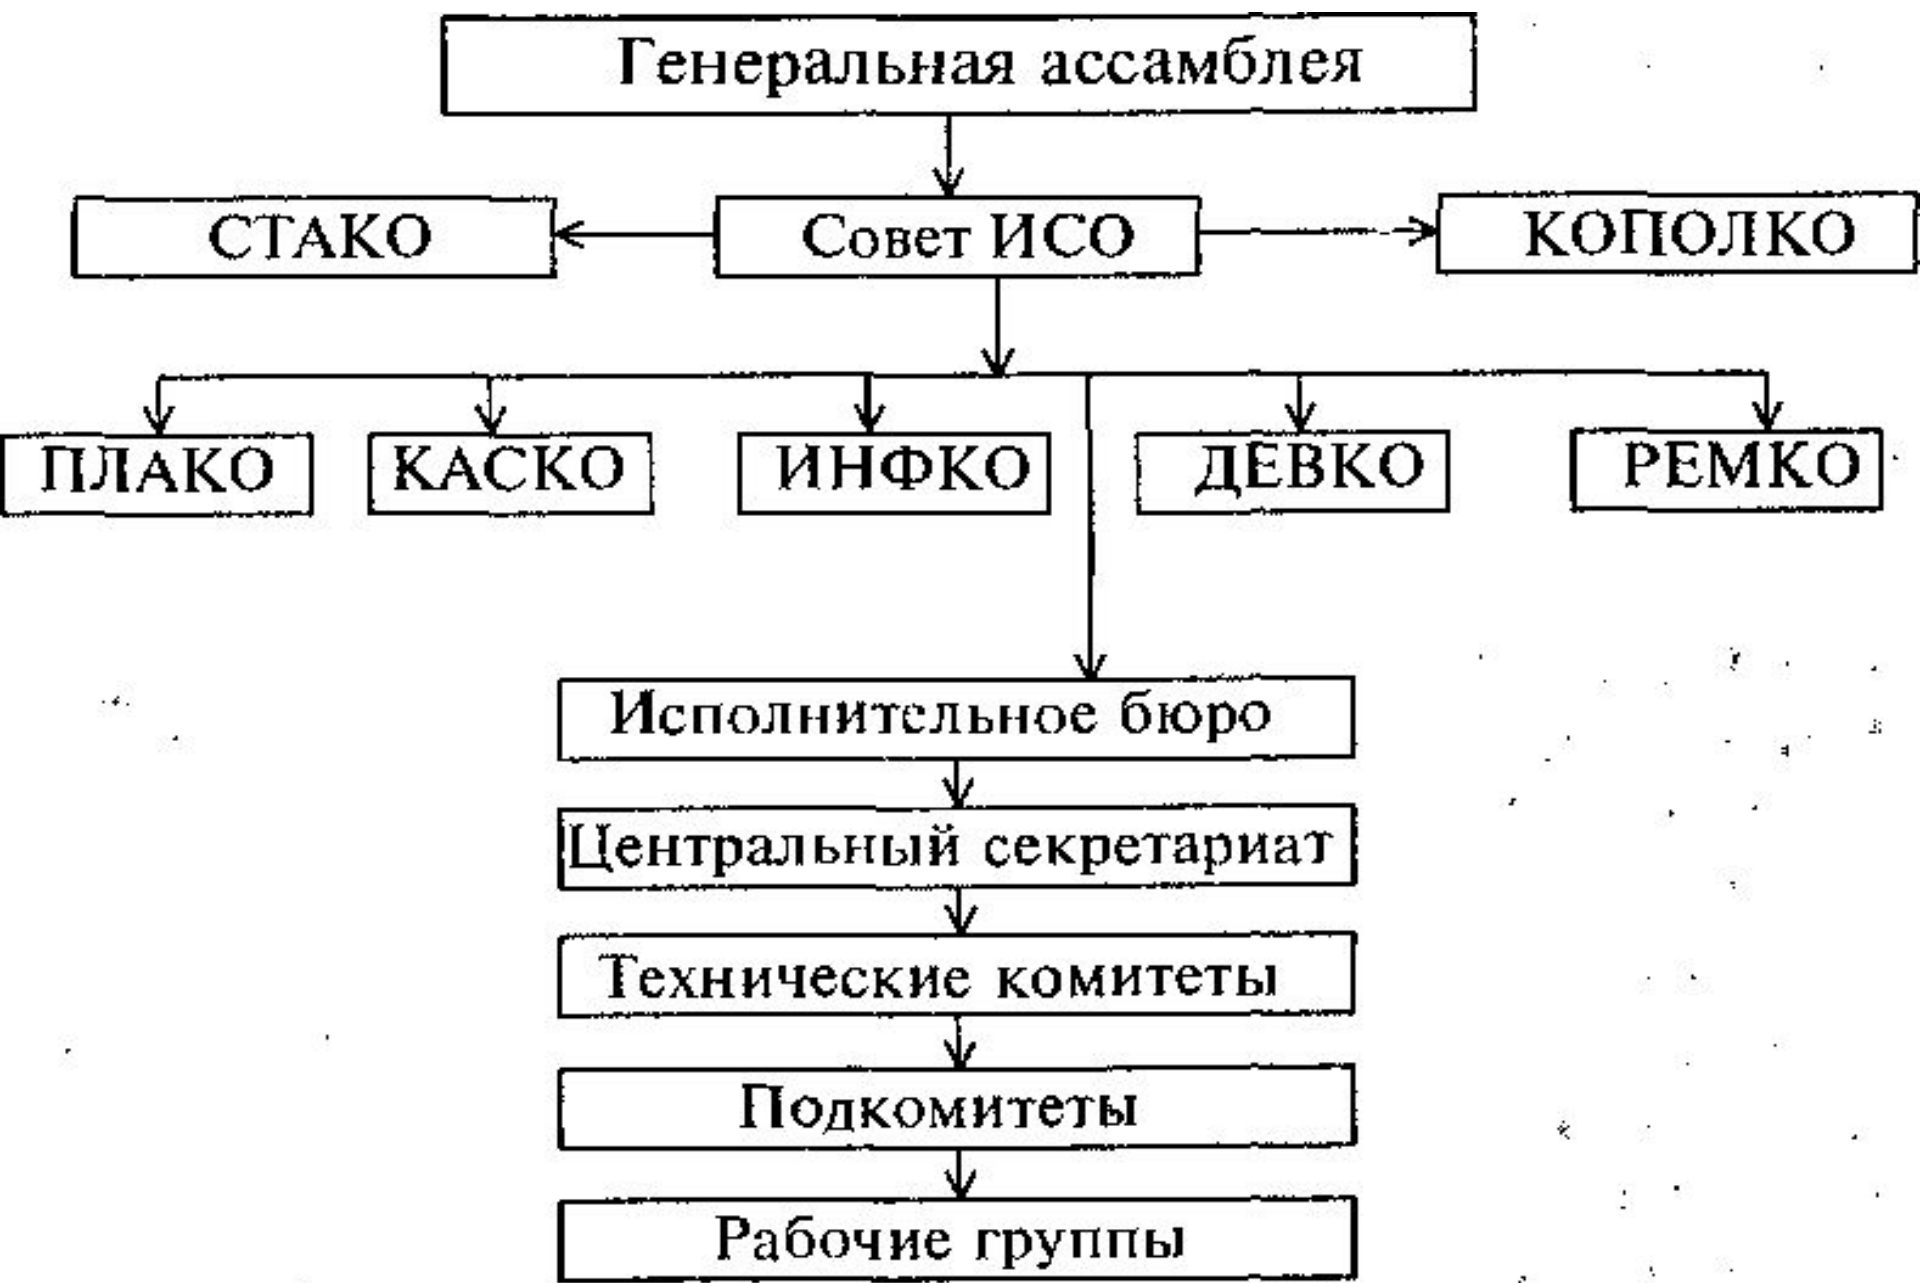 Генеральная ассамблея
СТАКО
Совет ИСО
КОПОЛКО
ПЛАКО
КАСКО
ИНФКО
ДЕВКО
РЕМКО
Исполнительное бюро
Центральный секретариат
Технические комитеты
Подкомитеты
Рабочие группы